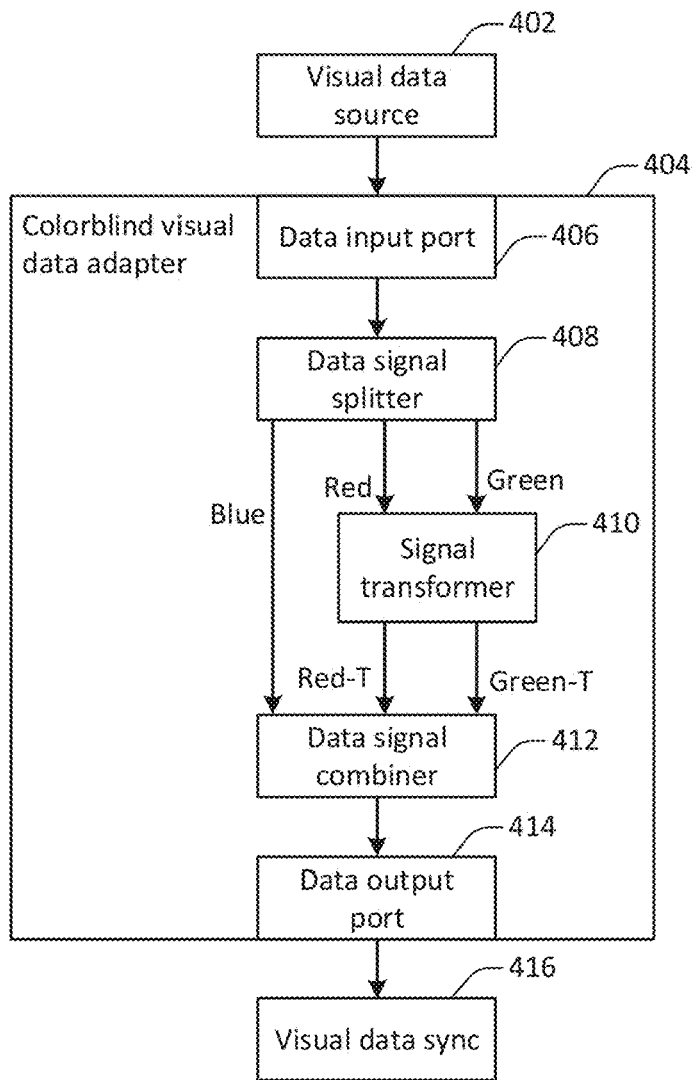 402
Visual data
source
404
Colorblind visual
data adapter
Data input port
406
408
Data signal
splitter
Blue
Red
Green
410
Signal
transformer
Red-T
Green-T
Data signal
combiner
412
414
Data output
port
416
Visual data sync